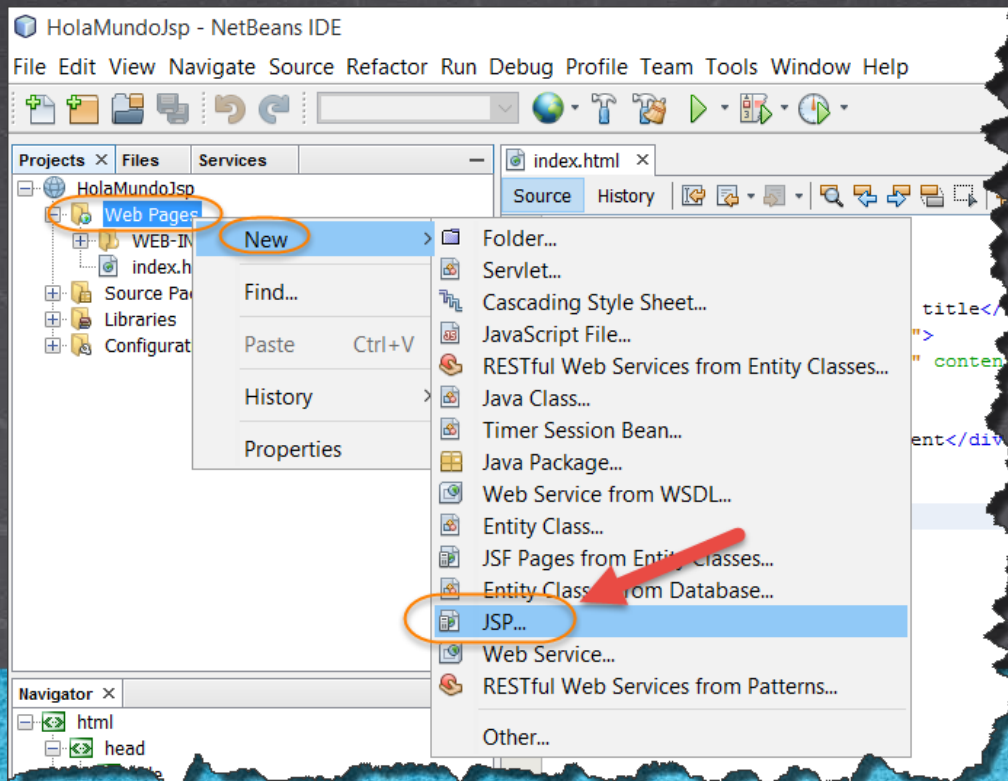 HolaMundoJsp - NetBeans IDE
File Edit View Navigate Source Refactor Run Debug Profile Team Tools Window Help
Projects Files Services
index.html
HolaMundoJsp
Source History
Web Pages
WEB-IN
index.h
Source Pa
Libraries
Configurat
New
Find...
Paste Ctrl+V
History
Properties
Folder...
Servlet...
Cascading Style Sheet...
JavaScript File...
RESTful Web Services from Entity Classes...
Java Class...
Timer Session Bean...
Java Package...
Web Service from WSDL...
Entity Class...
JSF Pages from Entity Classes...
Entity from Database...
JSP...
Web Service...
RESTful Web Services from Patterns...
Other...
title</
">
" conten
ent</div
Navigator
html
head